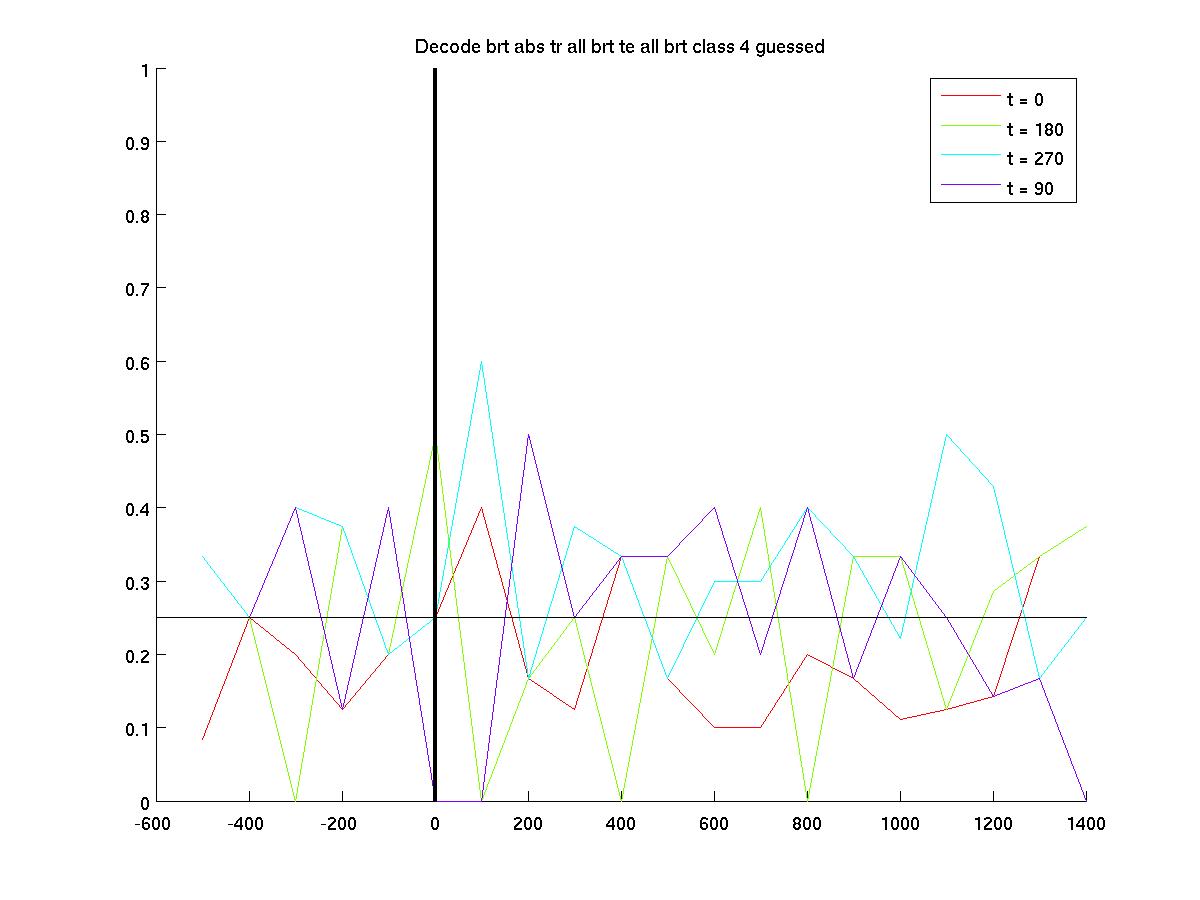 Decode brt abs tr all brt te all brt class 4 guessed
1
0.9
0.8
0.7
0.6
0.5
0.4
0.3
0.2
0.1
0
-600 -400 -200 0 200 400 600 800 1000 1200 1400
t = 0
t = 180
t = 270
t = 90